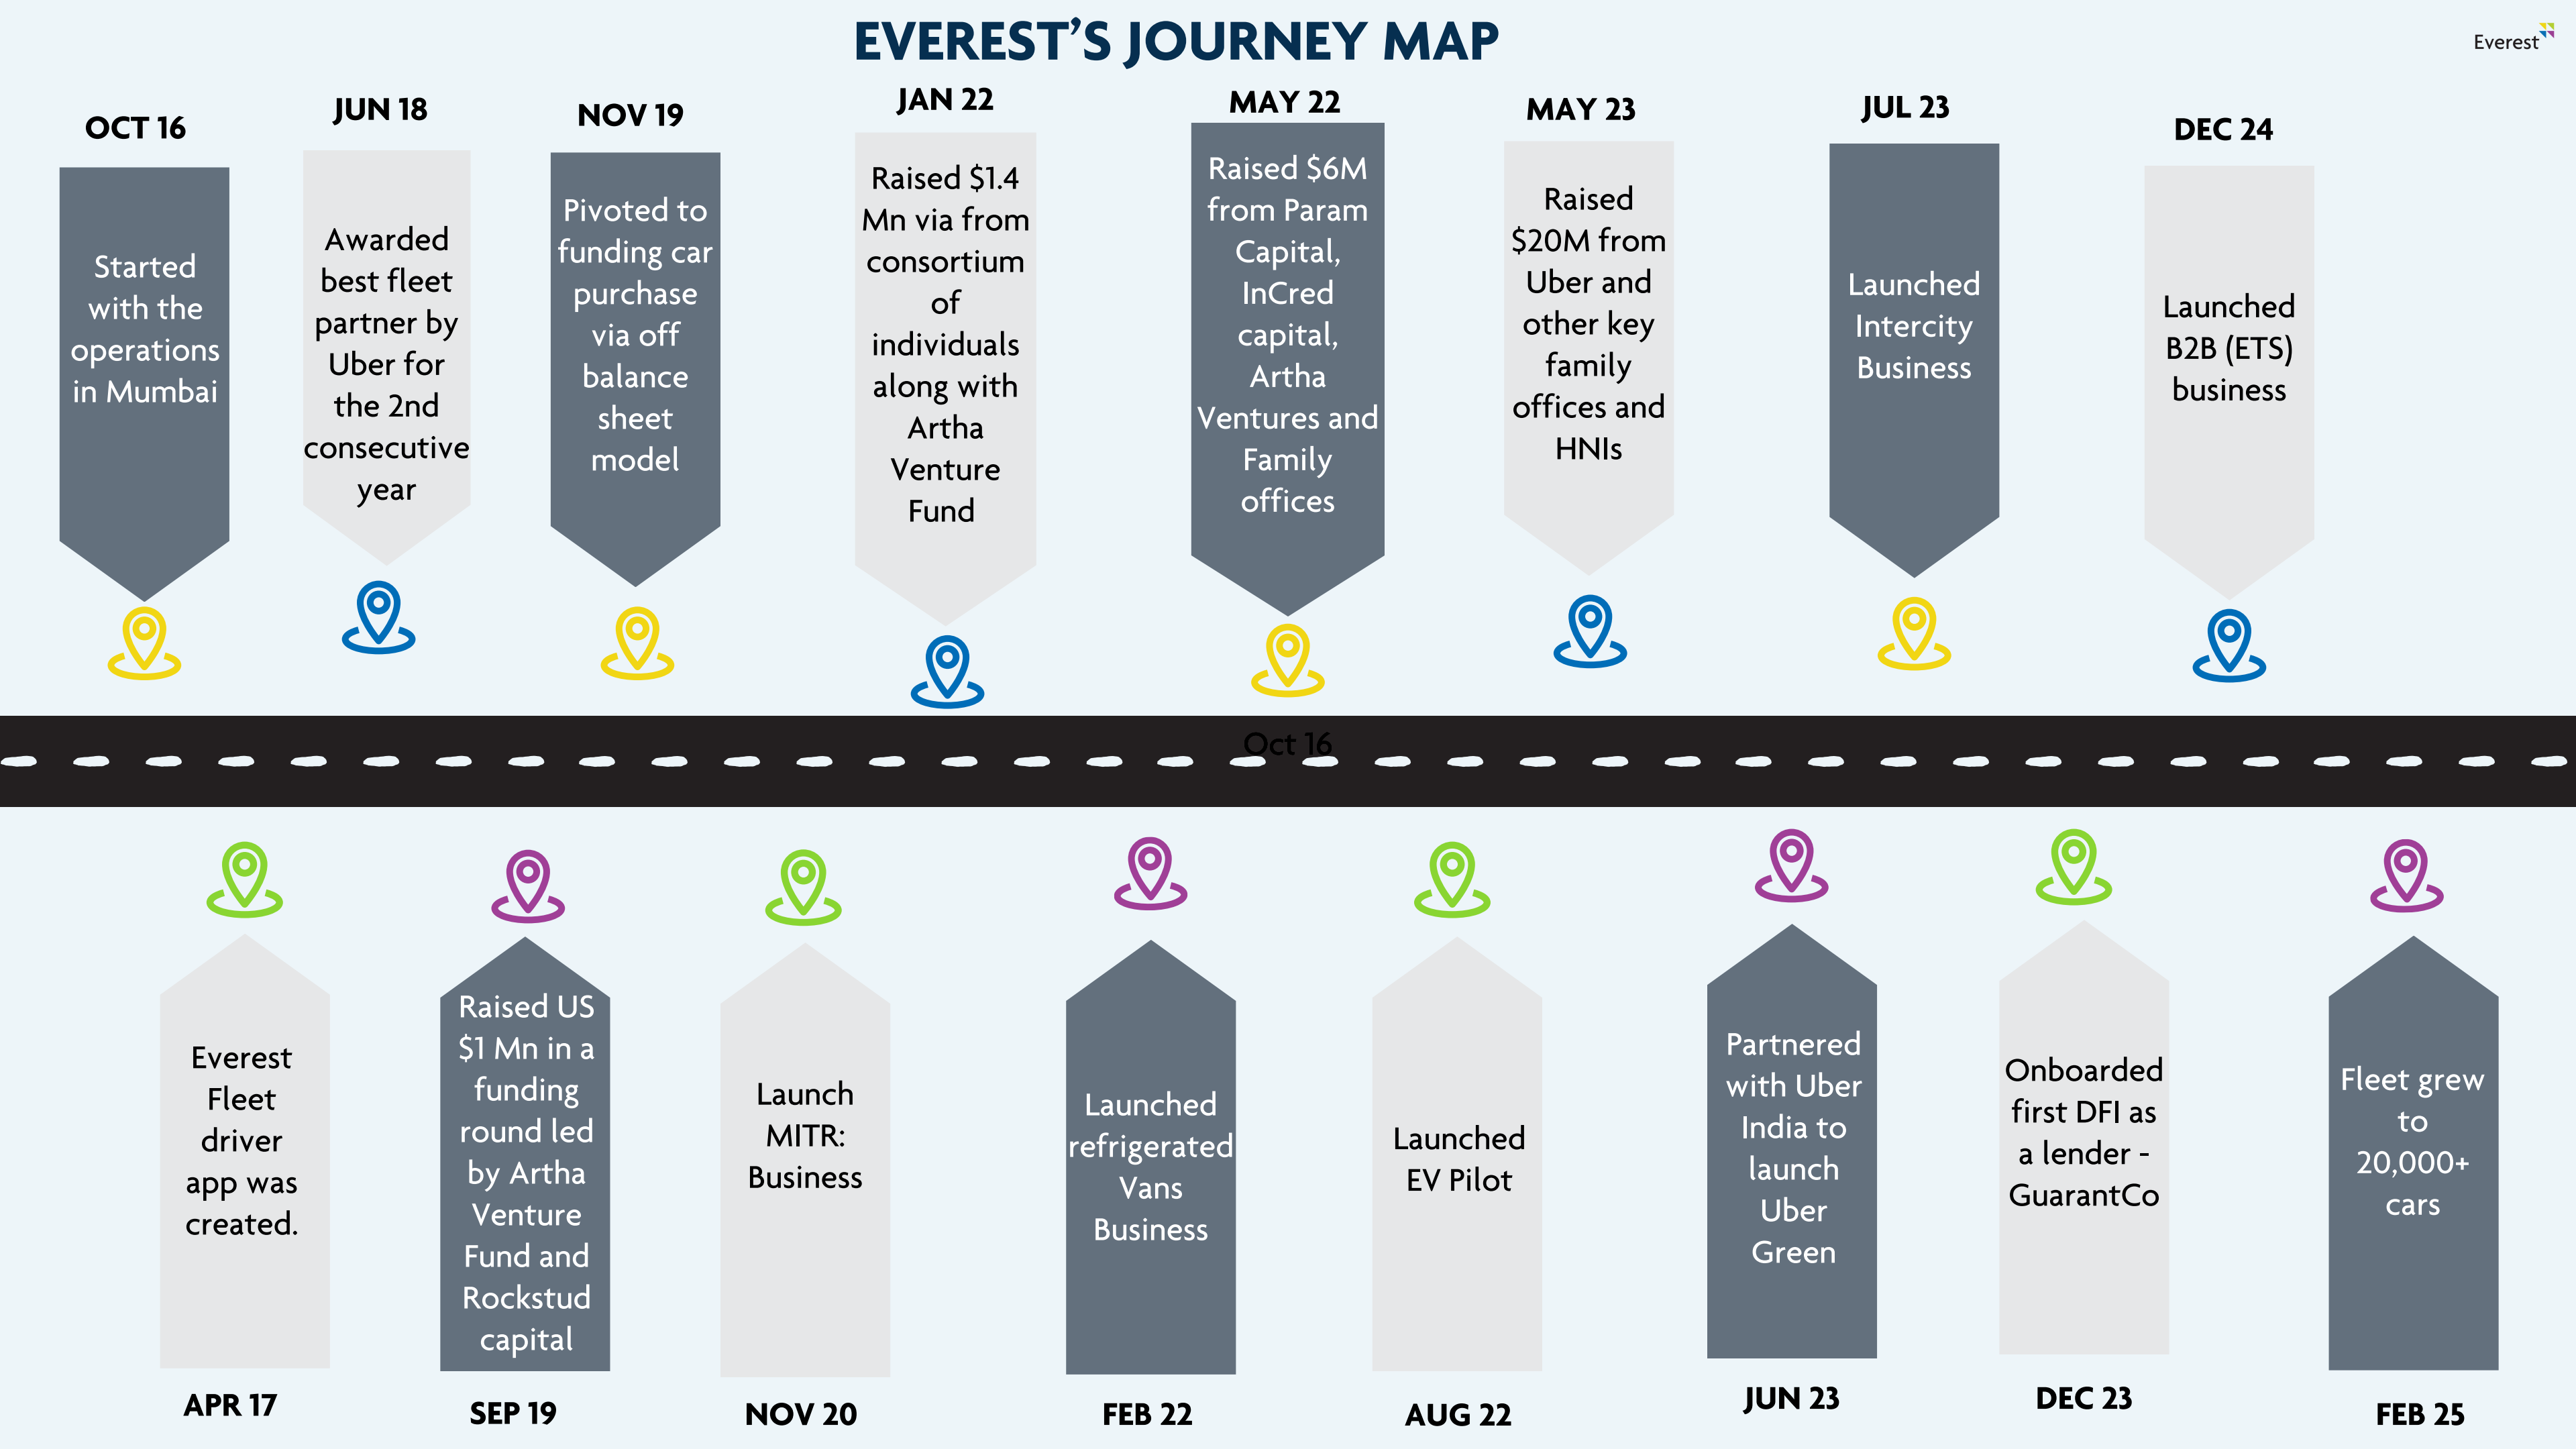 EVEREST’S JOURNEY MAP
Everest
OCT 16
Started
with the
operations
in Mumbai
JUN 18
Awarded
best fleet
partner by
Uber for
the 2nd
consecutive
year
NOV 19
Pivoted to
funding car
purchase
via off
balance
sheet
model
JAN 22
Raised $1.4
Mn via from
consortium
of
individuals
along with
Artha
Venture
Fund
MAY 22
Raised $6M
from Param
Capital,
InCred
capital,
Artha
Ventures and
Family
offices
MAY 23
Raised
$20M from
Uber and
other key
family
offices and
HNIs
JUL 23
Launched
Intercity
Business
DEC 24
Launched
B2B (ETS)
business
Oct 16
Everest
Fleet
driver
app was
created.
APR 17
Raised US
$1 Mn in a
funding
round led
by Artha
Venture
Fund and
Rockstud
capital
SEP 19
Launch
MITR:
Business
NOV 20
Launched
refrigerated
Vans
Business
FEB 22
Launched
EV Pilot
AUG 22
Partnered
with Uber
India to
launch
Uber
Green
JUN 23
Onboarded
first DFI as
a lender -
GuarantCo
DEC 23
Fleet grew
to
20,000+
cars
FEB 25